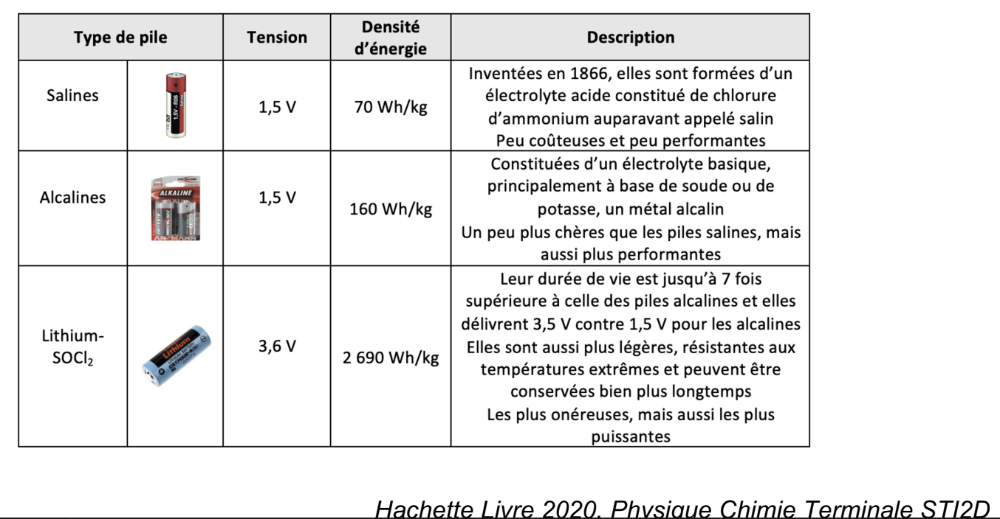 Type de pile
Tension
Densité
d’énergie
Description
Salines
1,5V - R06
Saline
1,5 V
70 Wh/kg
Inventées en 1866, elles sont formées d’un
électrolyte acide constitué de chlorure
d’ammonium auparavant appelé salin
Peu coûteuses et peu performantes
Alcalines
ALKALINE
ANSMANN
1,5 V
160 Wh/kg
Constituées d’un électrolyte basique,
principalement à base de soude ou de
potasse, un métal alcalin
Un peu plus chères que les piles salines, mais
aussi plus performantes
Lithium-
SOCl₂
Lithium
3,6 V
2 690 Wh/kg
Leur durée de vie est jusqu’à 7 fois
supérieure à celle des piles alcalines et elles
délivrent 3,5 V contre 1,5 V pour les alcalines
Elles sont aussi plus légères, résistantes aux
températures extrêmes et peuvent être
conservées bien plus longtemps
Les plus onéreuses, mais aussi les plus
puissantes
Hachette Livre 2020. Physique Chimie Terminale STI2D